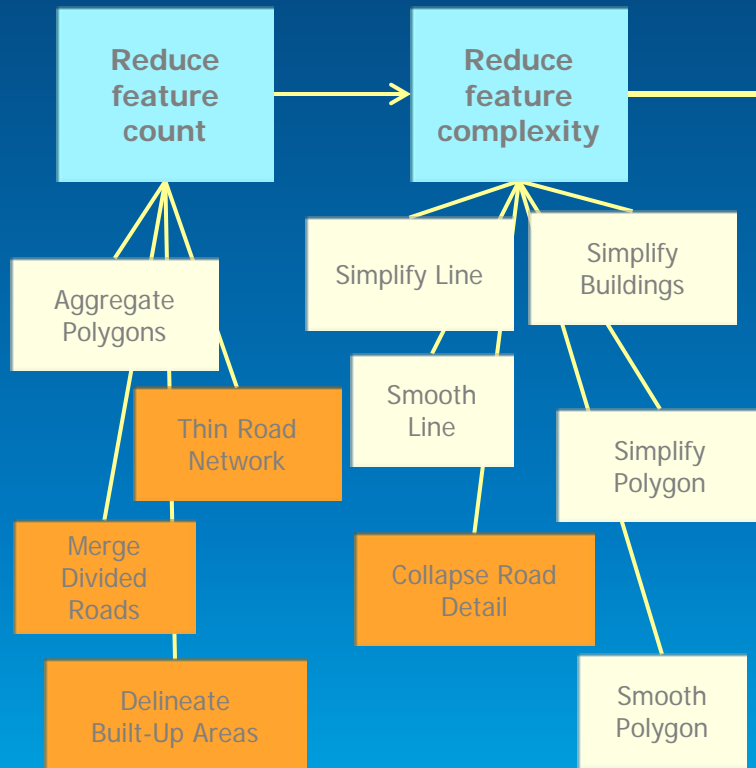 Reduce
feature
count
Reduce
feature
complexity
Aggregate
Polygons
Thin Road
Network
Merge
Divided
Roads
Delineate
Built-Up Areas
Simplify Line
Simplify
Buildings
Smooth
Line
Simplify
Polygon
Collapse Road
Detail
Smooth
Polygon